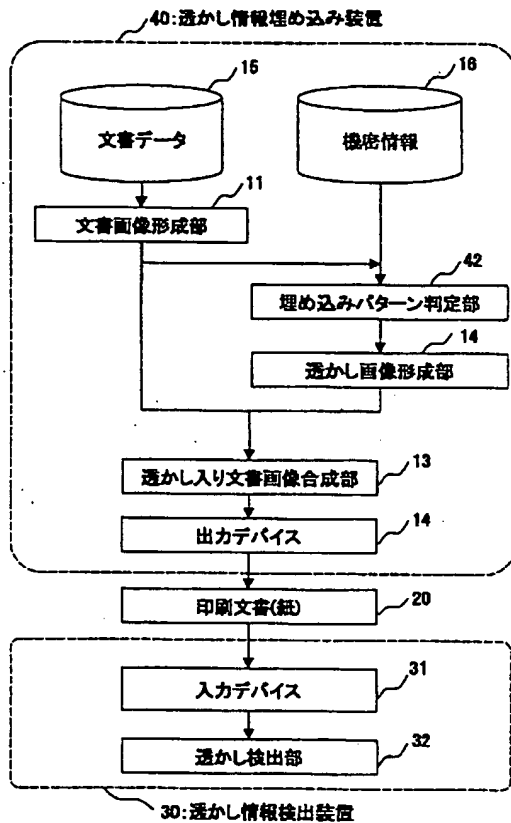 40:透かし情報埋め込み装置
15
16
文書データ
機密情報
11
文書画像形成部
42
埋め込みパターン判定部
14
透かし画像形成部
13
透かし入り文書画像合成部
14
出力デバイス
20
印刷文書(紙)
31
入力デバイス
32
透かし検出部
30:透かし情報検出装置